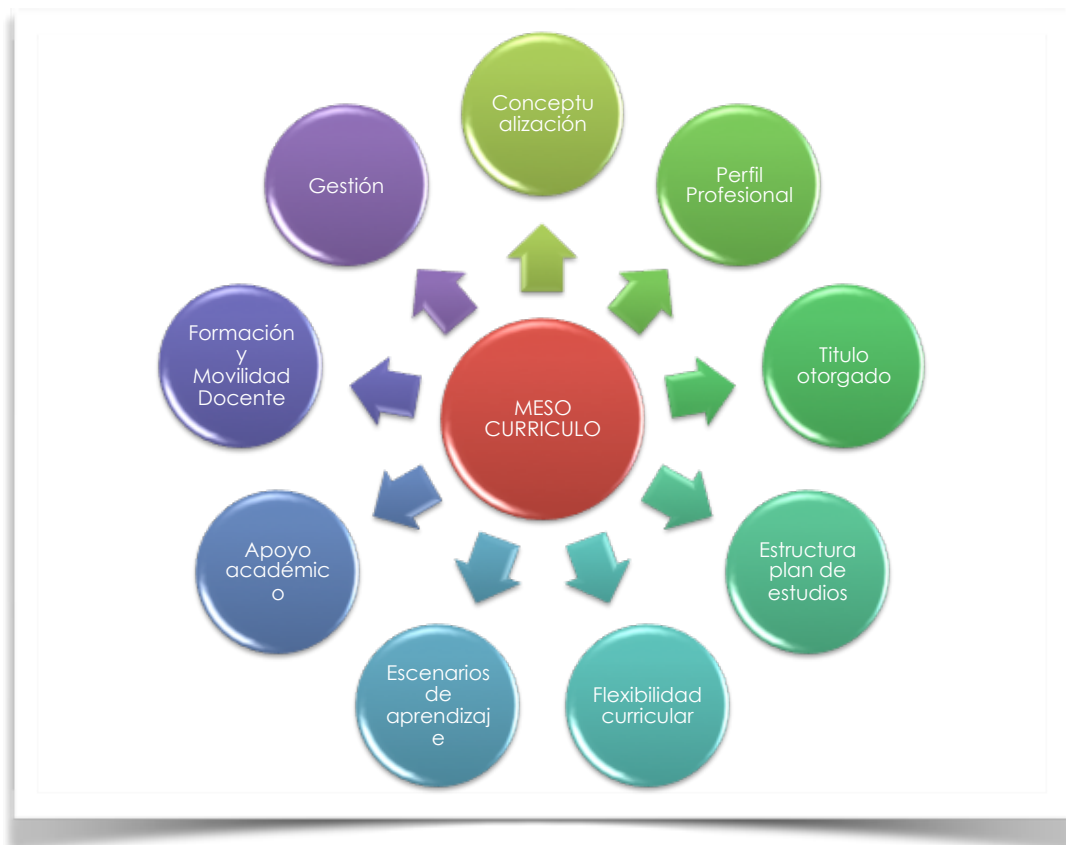 Conceptu
alización
Perfil
Profesional
Titulo
otorgado
Estructura
plan de
estudios
Flexibilidad
curricular
Escenarios
de
aprendizaj
e
Apoyo
académic
o
Formación
y
Movilidad
Docente
Gestión
MESO
CURRICULO